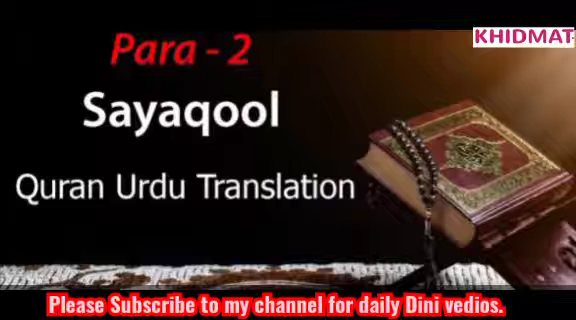 Para - 2
KHIDMAT
Sayaqool
Quran Urdu Translation
Please Subscribe to my channel for daily Dini vedios.